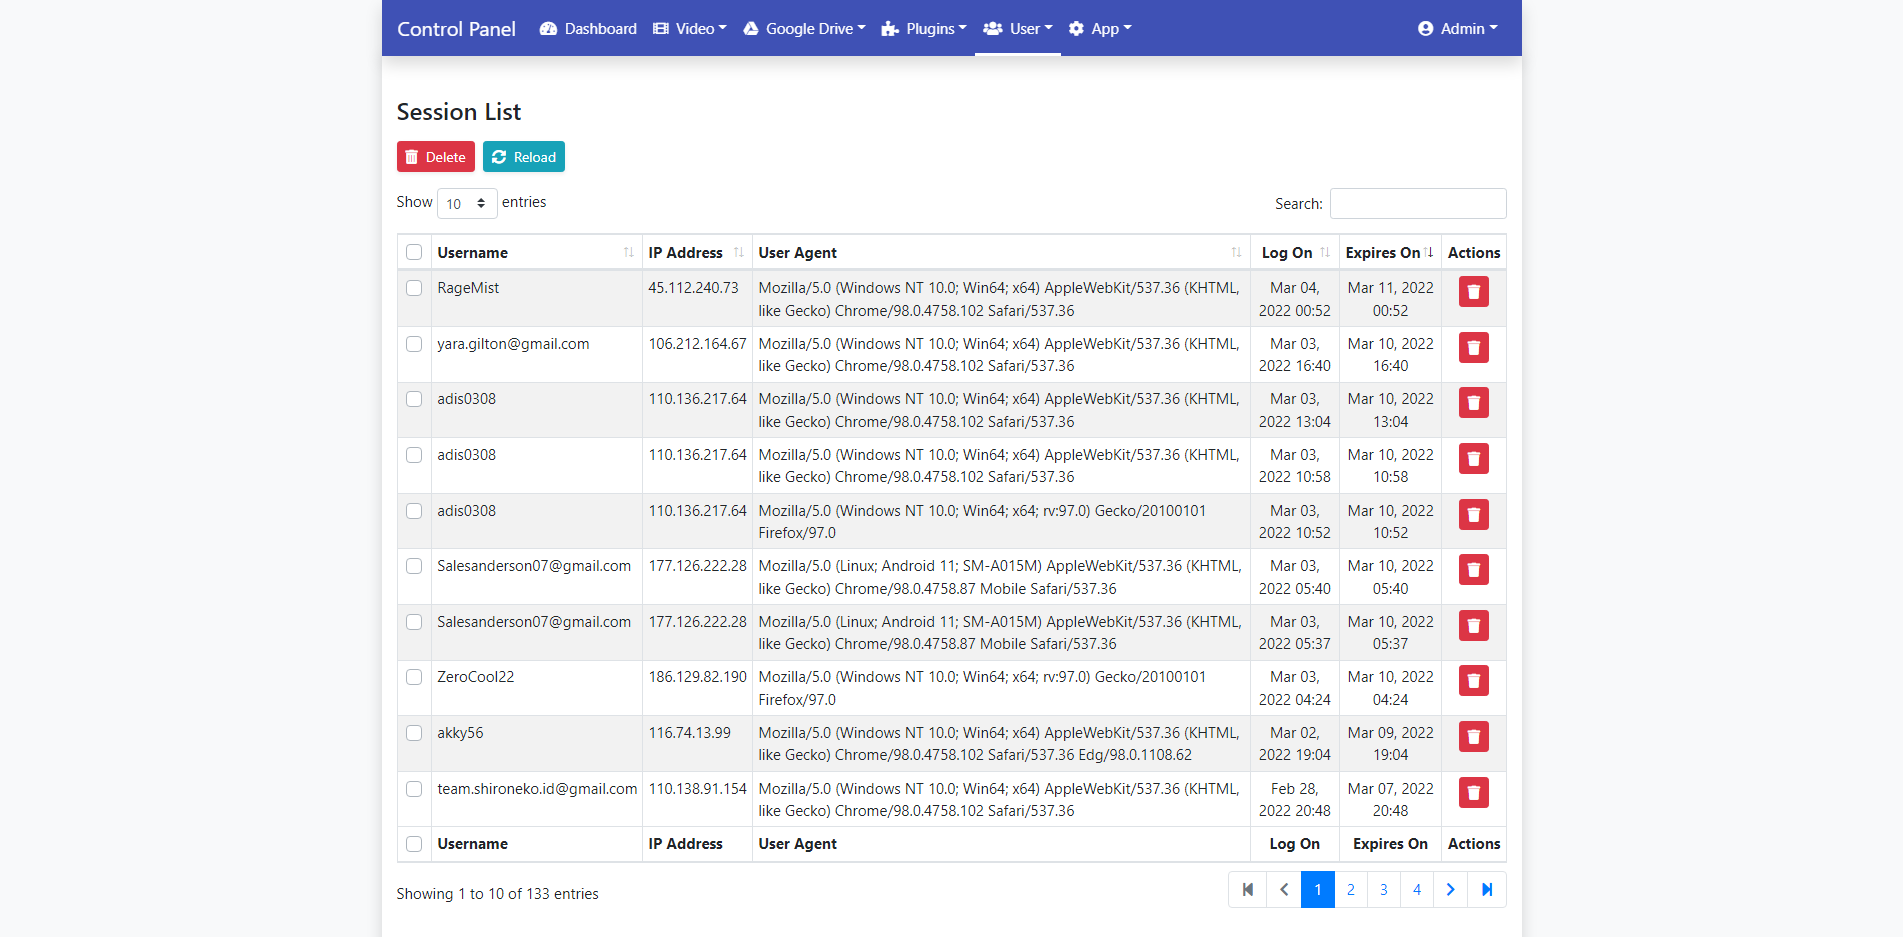 Control Panel Dashboard Video Google Drive Plugins User App Admin
Session List
Delete Reload
Show 10 entries Search:
Username IP Address User Agent Log On Expires On Actions
RageMist 45.112.240.73 Mozilla/5.0 (Windows NT 10.0; Win64; x64) AppleWebKit/537.36 (KHTML, Mar 04, Mar 11, 2022
like Gecko) Chrome/98.0.4758.102 Safari/537.36 2022 00:52 00:52
yara.gilton@gmail.com 106.212.164.67 Mozilla/5.0 (Windows NT 10.0; Win64; x64) AppleWebKit/537.36 (KHTML, Mar 03, Mar 10, 2022
like Gecko) Chrome/98.0.4758.102 Safari/537.36 2022 16:40 16:40
adis0308 110.136.217.64 Mozilla/5.0 (Windows NT 10.0; Win64; x64) AppleWebKit/537.36 (KHTML, Mar 03, Mar 10, 2022
like Gecko) Chrome/98.0.4758.102 Safari/537.36 2022 13:04 13:04
adis0308 110.136.217.64 Mozilla/5.0 (Windows NT 10.0; Win64; x64) AppleWebKit/537.36 (KHTML, Mar 03, Mar 10, 2022
like Gecko) Chrome/98.0.4758.102 Safari/537.36 2022 10:58 10:58
adis0308 110.136.217.64 Mozilla/5.0 (Windows NT 10.0; Win64; x64; rv:97.0) Gecko/20100101 Mar 03, Mar 10, 2022
Firefox/97.0 2022 10:52 10:52
Salesanderson07@gmail.com 177.126.222.28 Mozilla/5.0 (Linux; Android 11; SM-A015M) AppleWebKit/537.36 (KHTML, Mar 03, Mar 10, 2022
like Gecko) Chrome/98.0.4758.87 Mobile Safari/537.36 2022 05:40 05:40
Salesanderson07@gmail.com 177.126.222.28 Mozilla/5.0 (Linux; Android 11; SM-A015M) AppleWebKit/537.36 (KHTML, Mar 03, Mar 10, 2022
like Gecko) Chrome/98.0.4758.87 Mobile Safari/537.36 2022 05:37 05:37
ZeroCool22 186.129.82.190 Mozilla/5.0 (Windows NT 10.0; Win64; x64; rv:97.0) Gecko/20100101 Mar 03, Mar 10, 2022
Firefox/97.0 2022 04:24 04:24
akky56 116.74.13.99 Mozilla/5.0 (Windows NT 10.0; Win64; x64) AppleWebKit/537.36 (KHTML, Mar 02, Mar 09, 2022
like Gecko) Chrome/98.0.4758.102 Safari/537.36 Edg/98.0.1108.62 2022 19:04 19:04
team.shironeko.id@gmail.com 110.138.91.154 Mozilla/5.0 (Windows NT 10.0; Win64; x64) AppleWebKit/537.36 (KHTML, Feb 28, Mar 07, 2022
like Gecko) Chrome/98.0.4758.102 Safari/537.36 2022 20:48 20:48
Username IP Address User Agent Log On Expires On Actions
Showing 1 to 10 of 133 entries 1 2 3 4